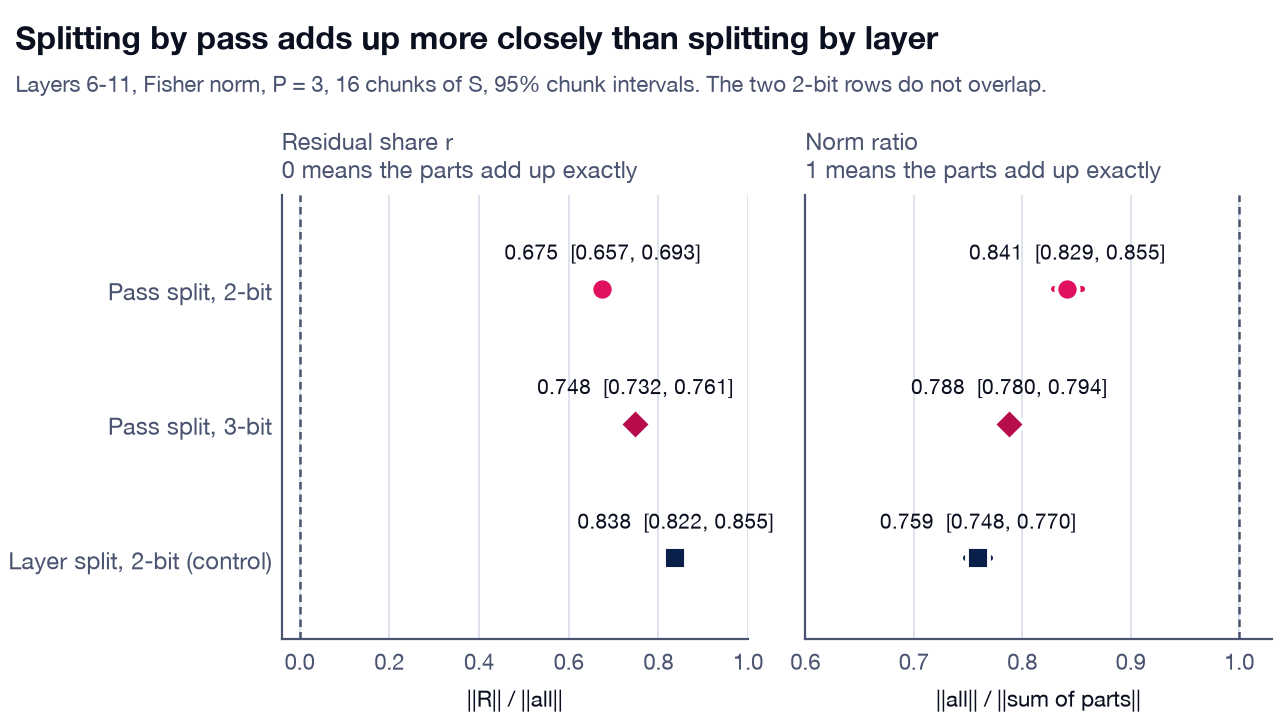 Splitting by pass adds up more closely than splitting by layer
Layers 6-11, Fisher norm, P = 3, 16 chunks of S, 95% chunk intervals. The two 2-bit rows do not overlap.
Residual share r
0 means the parts add up exactly
Norm ratio
1 means the parts add up exactly
0.675 [0.657, 0.693]
0.841 [0.829, 0.855]
Pass split, 2-bit
0.748 [0.732, 0.761]
0.788 [0.780, 0.794]
Pass split, 3-bit
0.838 [0.822, 0.855]
0.759 [0.748, 0.770]
Layer split, 2-bit (control)
0.0 0.2 0.4 0.6 0.8 1.0
0.6 0.7 0.8 0.9 1.0
||R|| / ||all||
||all|| / ||sum of parts||